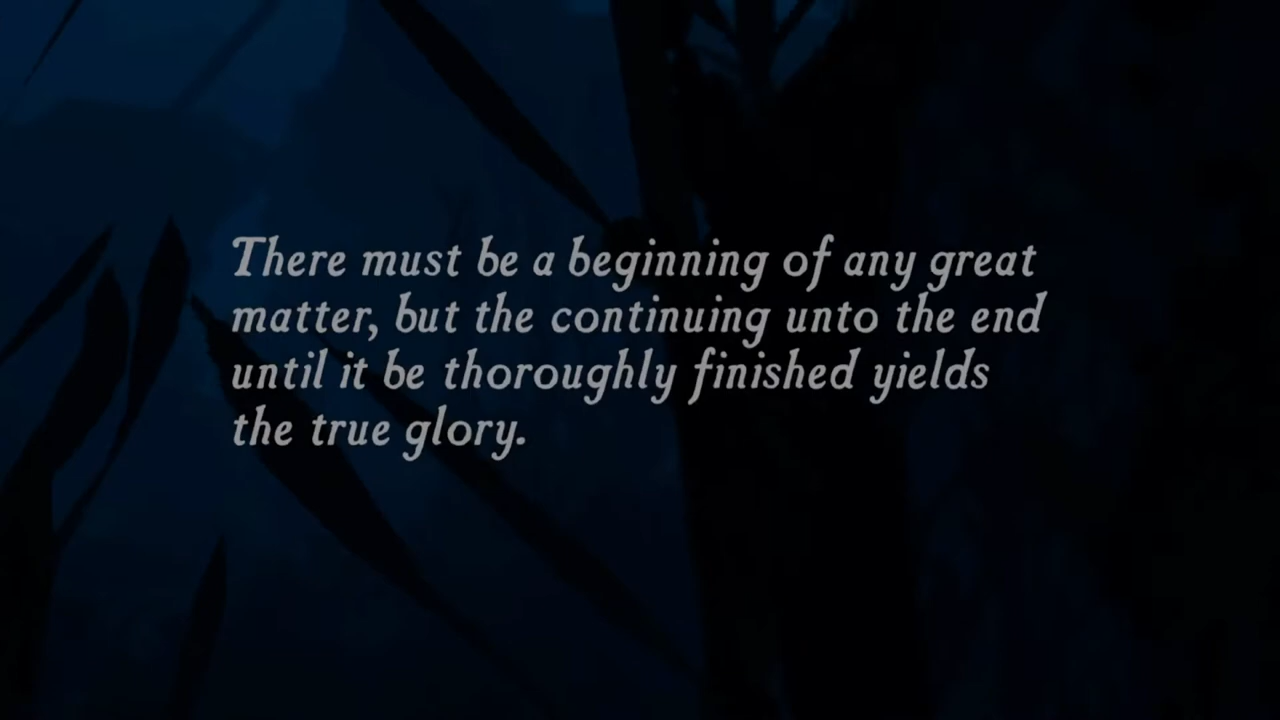 There must be a beginning of any great
matter, but the continuing unto the end
until it be thoroughly finished yields
the true glory.